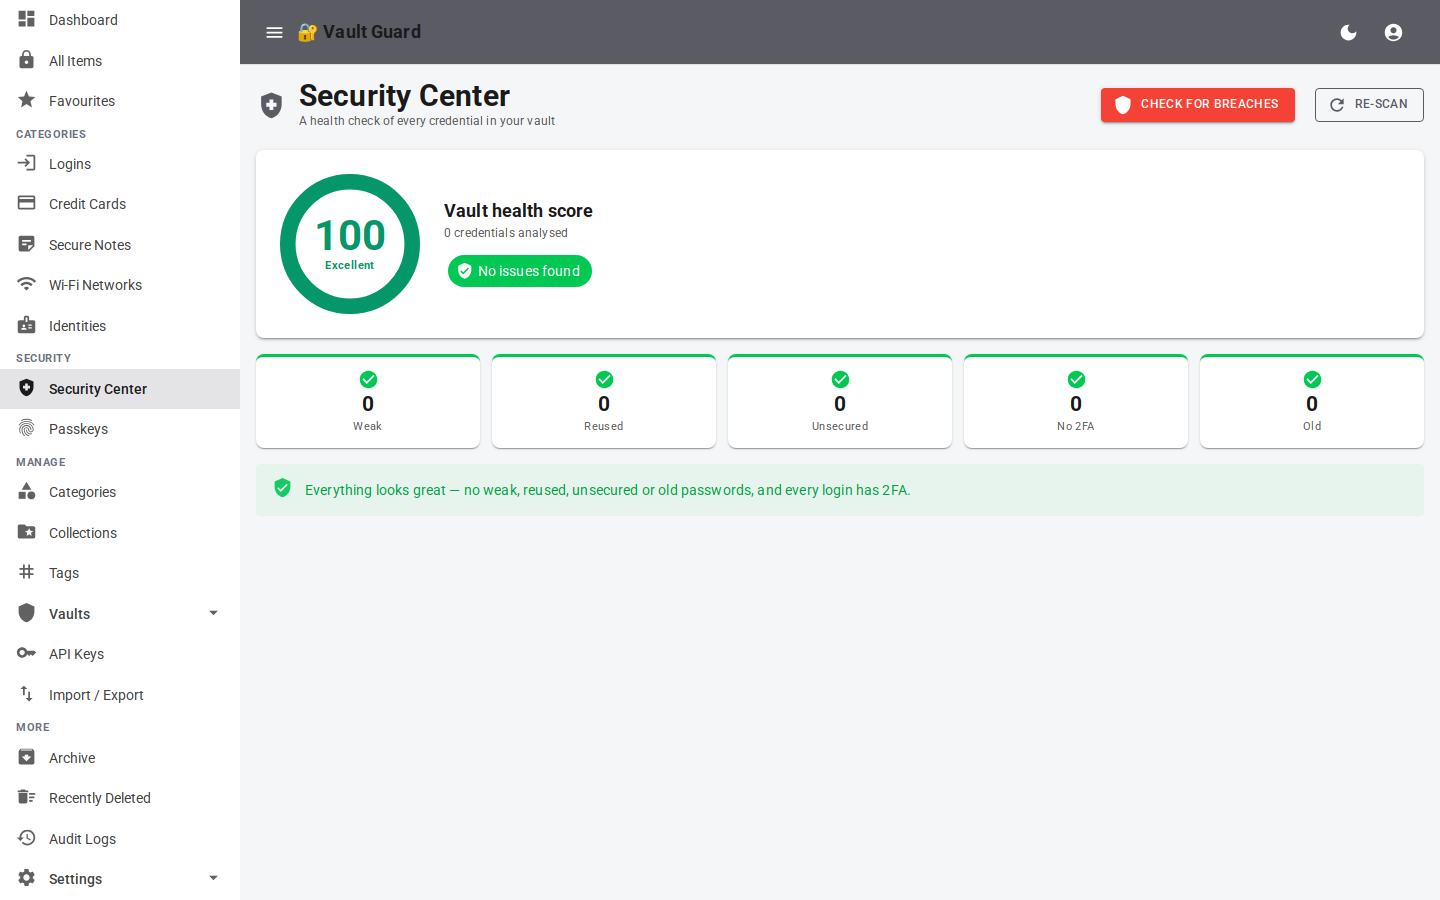 Dashboard
All Items
Favourites
CATEGORIES
Logins
Credit Cards
Secure Notes
Wi-Fi Networks
Identities
SECURITY
Security Center
Passkeys
MANAGE
Categories
Collections
Tags
Vaults
API Keys
Import / Export
MORE
Archive
Recently Deleted
Audit Logs
Settings
Vault Guard
Security Center
A health check of every credential in your vault
CHECK FOR BREACHES
RE-SCAN
100
Excellent
Vault health score
0 credentials analysed
No issues found
0
Weak
0
Reused
0
Unsecured
0
No 2FA
0
Old
Everything looks great — no weak, reused, unsecured or old passwords, and every login has 2FA.